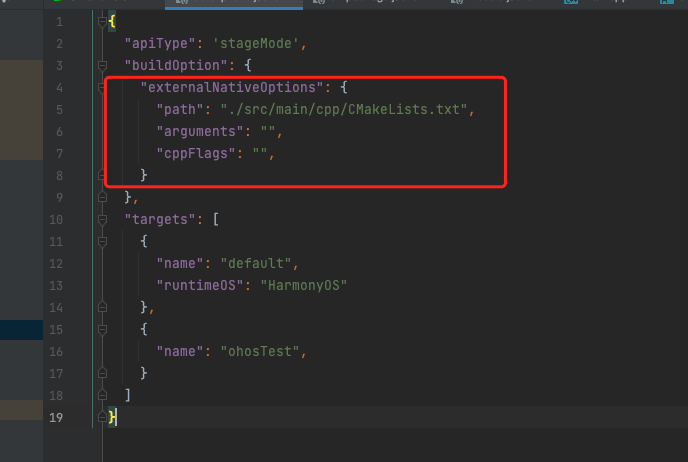 1 {
2 "apiType": 'stageMode',
3 "buildOption": {
4 "externalNativeOptions": {
5 "path": "./src/main/cpp/CMakeLists.txt",
6 "arguments": "",
7 "cppFlags": "",
8 }
9 },
10 "targets": [
11 {
12 "name": "default",
13 "runtimeOS": "HarmonyOS"
14 },
15 {
16 "name": "ohosTest",
17 }
18 ]
19 }